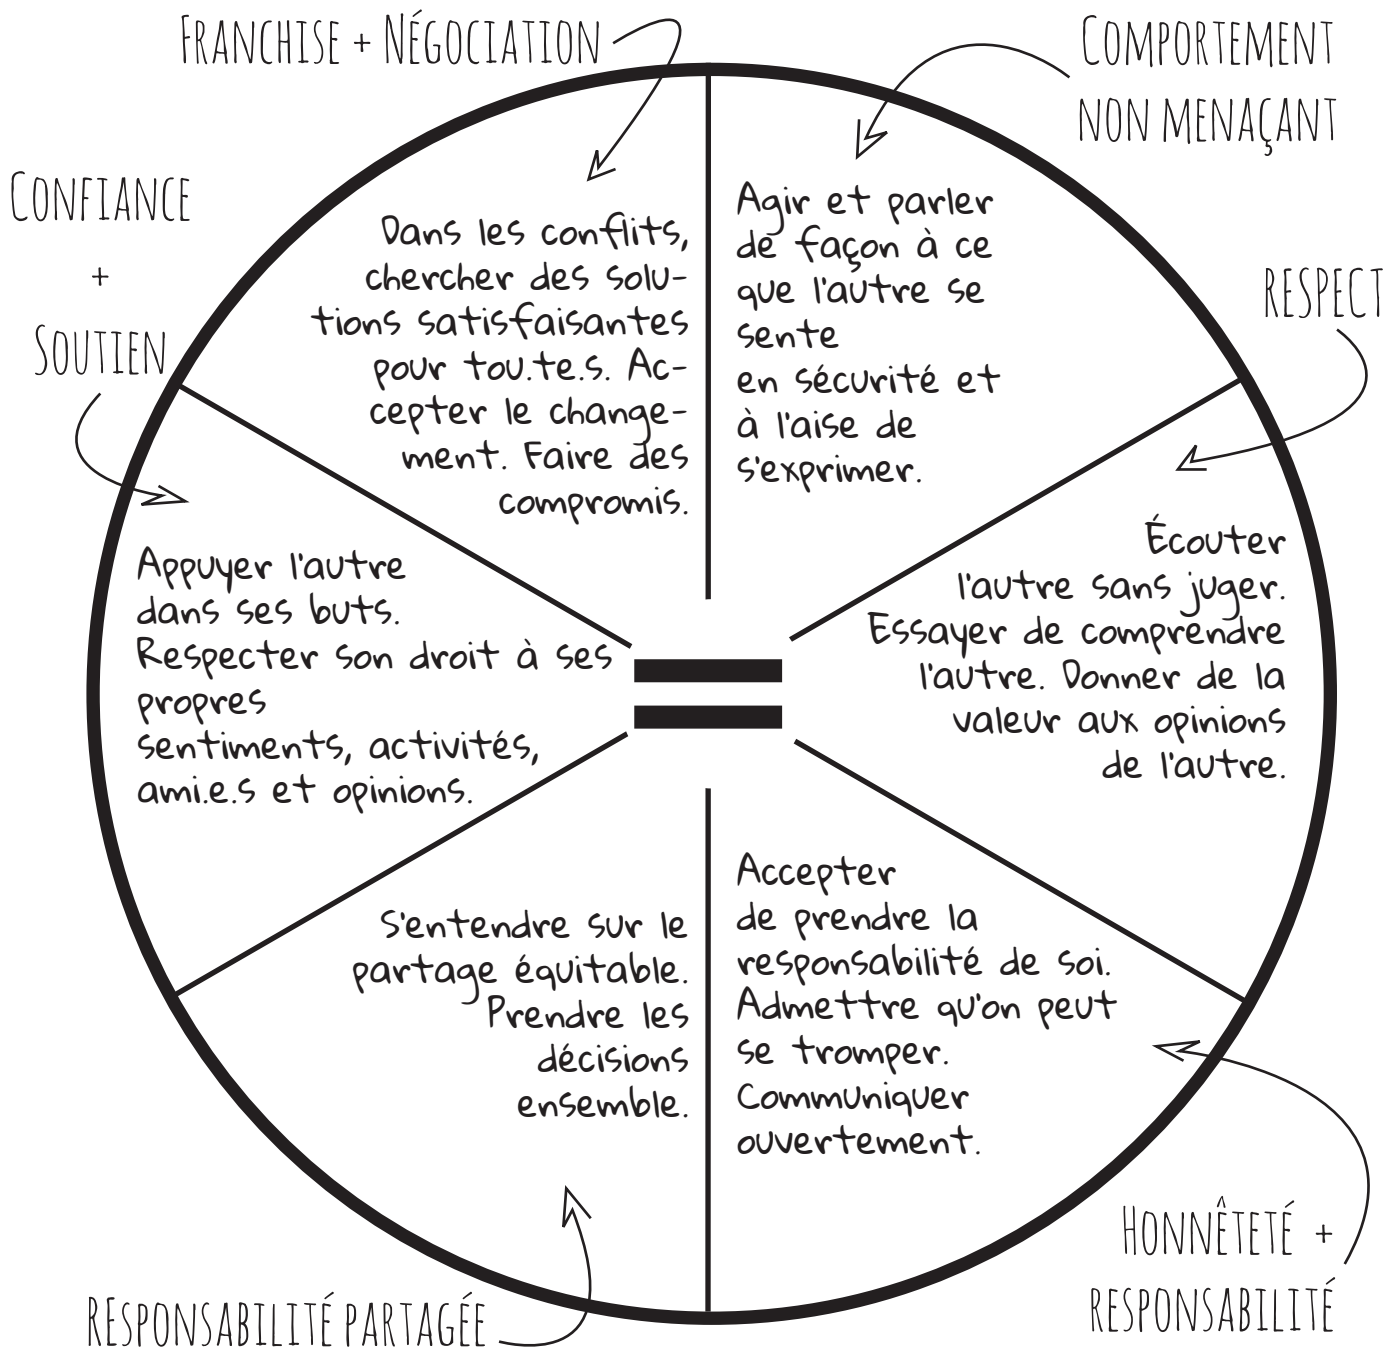 Franchise + Négociation
Dans les conflits,
chercher des solu-
tions satisfaisantes
pour tou.te.s. Ac-
cepter le change-
ment. Faire des
compromis.
Comportement
non menaçant
Agir et parler
de façon à ce
que l'autre se
sente
en sécurité et
à l'aise de
s'exprimer.
Respect
Écouter
l'autre sans juger.
Essayer de comprendre
l'autre. Donner de la
valeur aux opinions
de l'autre.
Confiance
+
Soutien
Appuyer l'autre
dans ses buts.
Respecter son droit à ses
propres
sentiments, activités,
ami.e.s et opinions.
=
S'entendre sur le
partage équitable.
Prendre les
décisions
ensemble.
Responsabilité partagée
Accepter
de prendre la
responsabilité de soi.
Admettre qu'on peut
se tromper.
Communiquer
ouvertement.
Honnêteté +
responsabilité